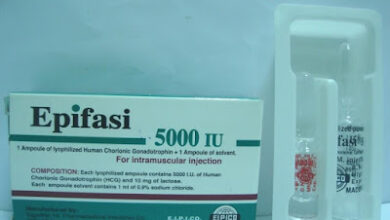 Epifasi
5000 IU
1 Ampoule of lyophilized Human Chorionic Gonadotrophin + 1 Ampoule of solvent.
For intramuscular injection
COMPOSITION: Each lyophilized ampoule contains 5000 I.U. of Human
Chorionic Gonadotrophin (HCG) and 10 mg of lactose.
Each ampoule solvent contains 1 ml of 0.9% sodium chloride.
E.I.P.I.CO.
EIPICO